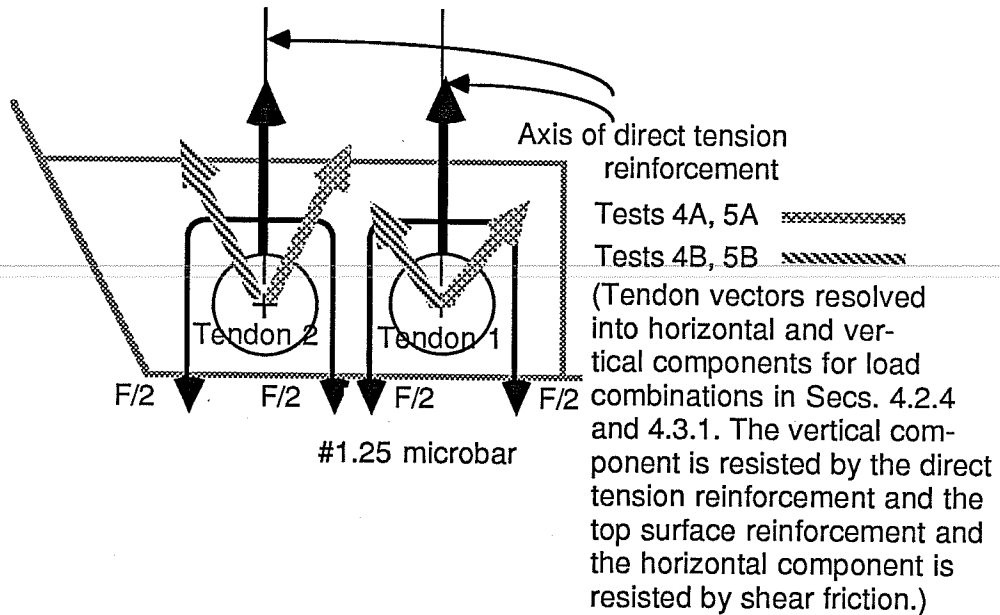 Axis of direct tension
reinforcement
Tests 4A, 5A
Tests 4B, 5B
(Tendon vectors resolved
into horizontal and ver-
tical components for load
combinations in Secs. 4.2.4
and 4.3.1. The vertical com-
ponent is resisted by the direct
tension reinforcement and the
top surface reinforcement and
the horizontal component is
resisted by shear friction.)
Tendon 2
Tendon 1
F/2
F/2
F/2
F/2
#1.25 microbar